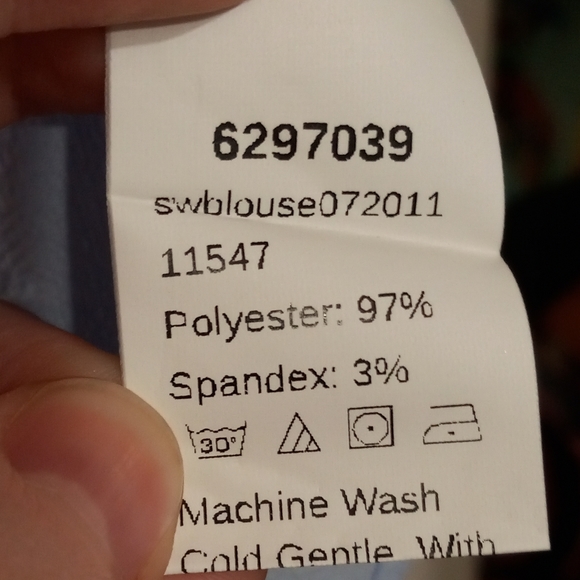 6297039
swblouse072011
11547
Polyester: 97%
Spandex: 3%
30°
Machine Wash
Cold Gentle With